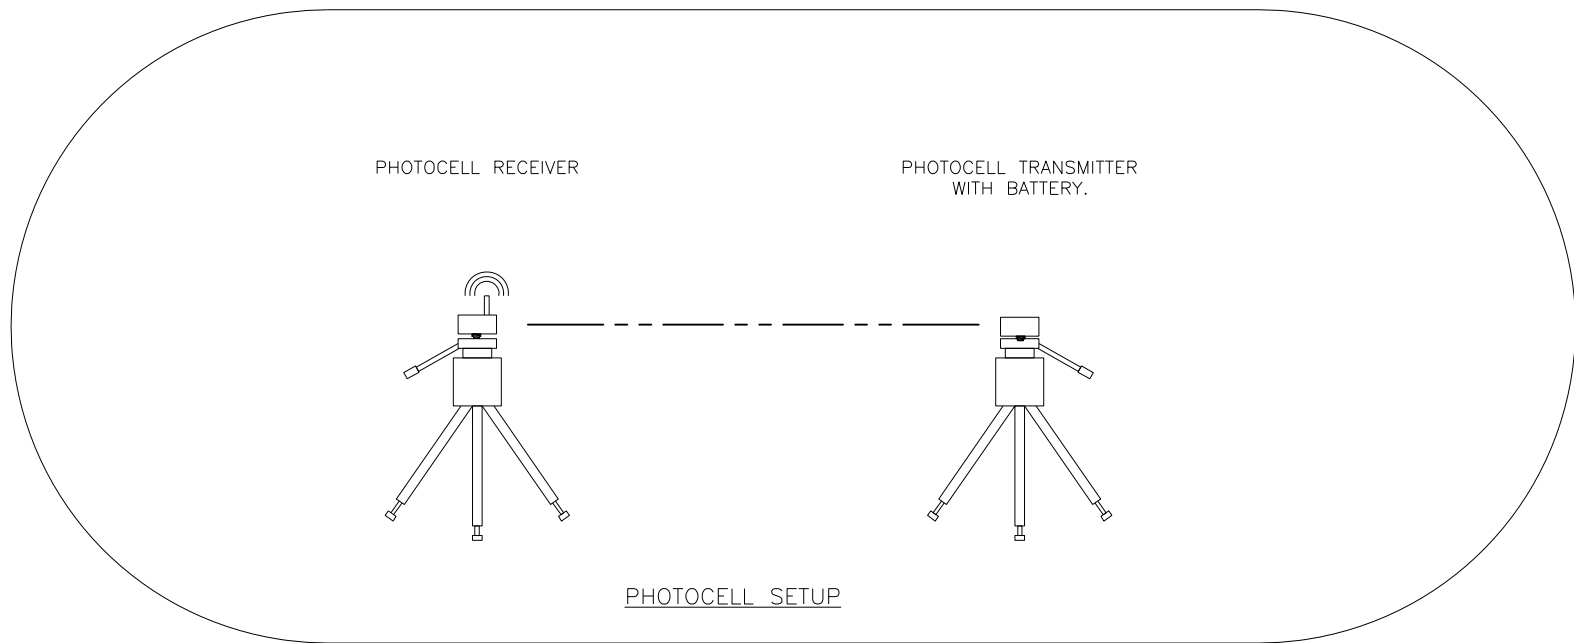 PHOTOCELL RECEIVER
PHOTOCELL TRANSMITTER
WITH BATTERY.
PHOTOCELL SETUP